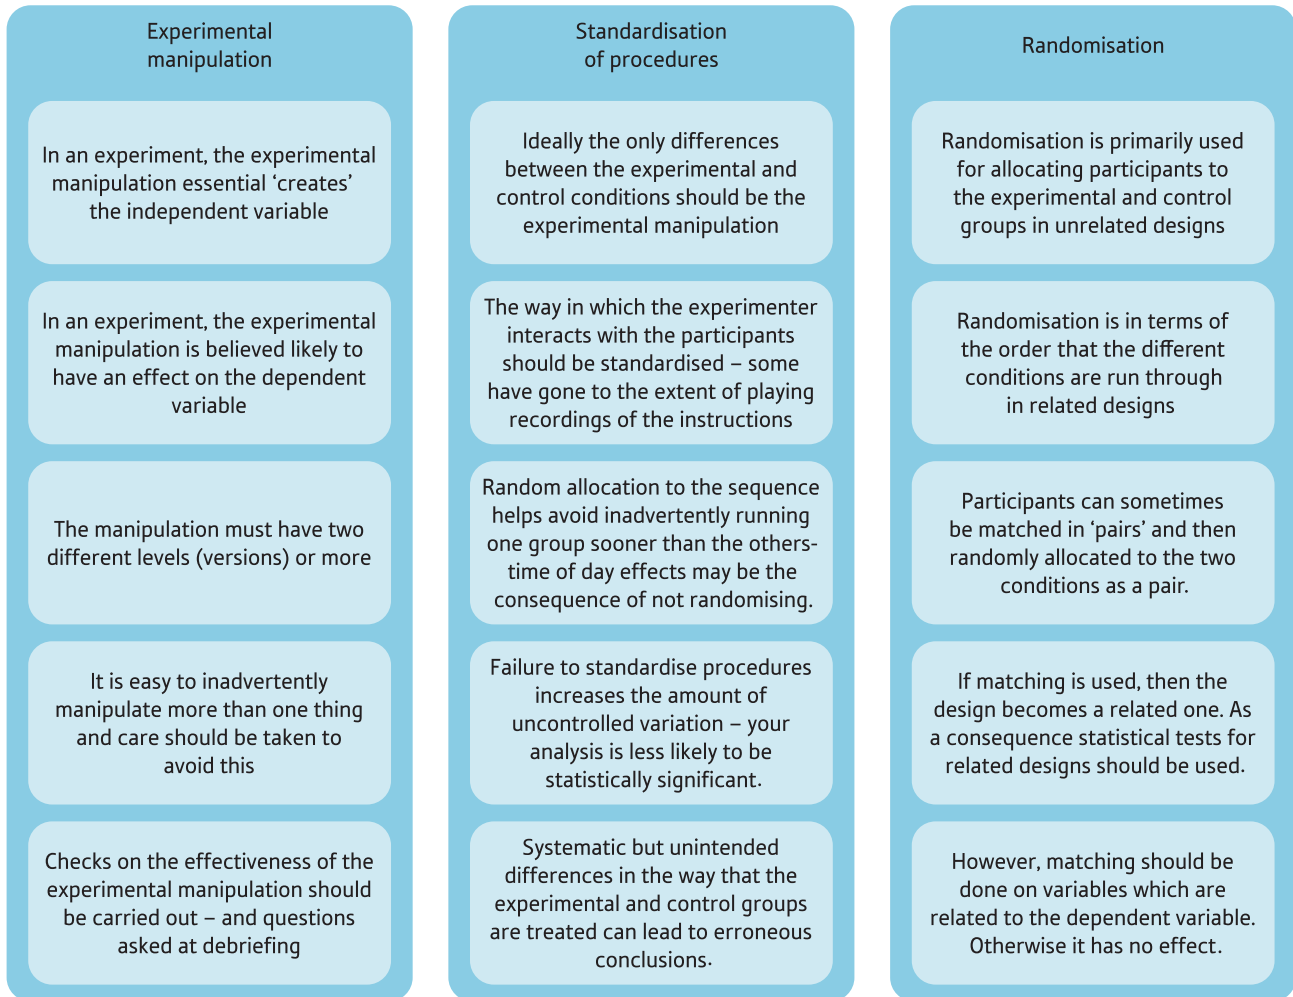 Experimental
manipulation
In an experiment, the experimental
manipulation essential ‘creates’
the independent variable
In an experiment, the experimental
manipulation is believed likely to
have an effect on the dependent
variable
The manipulation must have two
different levels (versions) or more
It is easy to inadvertently
manipulate more than one thing
and care should be taken to
avoid this
Checks on the effectiveness of the
experimental manipulation should
be carried out – and questions
asked at debriefing
Standardisation
of procedures
Ideally the only differences
between the experimental and
control conditions should be the
experimental manipulation
The way in which the experimenter
interacts with the participants
should be standardised – some
have gone to the extent of playing
recordings of the instructions
Random allocation to the sequence
helps avoid inadvertently running
one group sooner than the others-
time of day effects may be the
consequence of not randomising.
Failure to standardise procedures
increases the amount of
uncontrolled variation – your
analysis is less likely to be
statistically significant.
Systematic but unintended
differences in the way that the
experimental and control groups
are treated can lead to erroneous
conclusions.
Randomisation
Randomisation is primarily used
for allocating participants to
the experimental and control
groups in unrelated designs
Randomisation is in terms of
the order that the different
conditions are run through
in related designs
Participants can sometimes
be matched in ‘pairs’ and then
randomly allocated to the two
conditions as a pair.
If matching is used, then the
design becomes a related one. As
a consequence statistical tests for
related designs should be used.
However, matching should be
done on variables which are
related to the dependent variable.
Otherwise it has no effect.